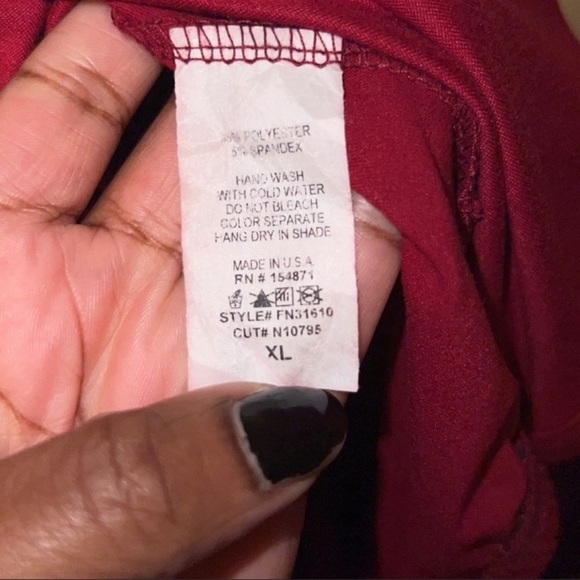 95% POLYESTER
5% SPANDEX
HAND WASH
WITH COLD WATER
DO NOT BLEACH
COLOR SEPARATE
HANG DRY IN SHADE
MADE IN U.S.A
RN # 154871
STYLE# FN31610
CUT# N10795
XL